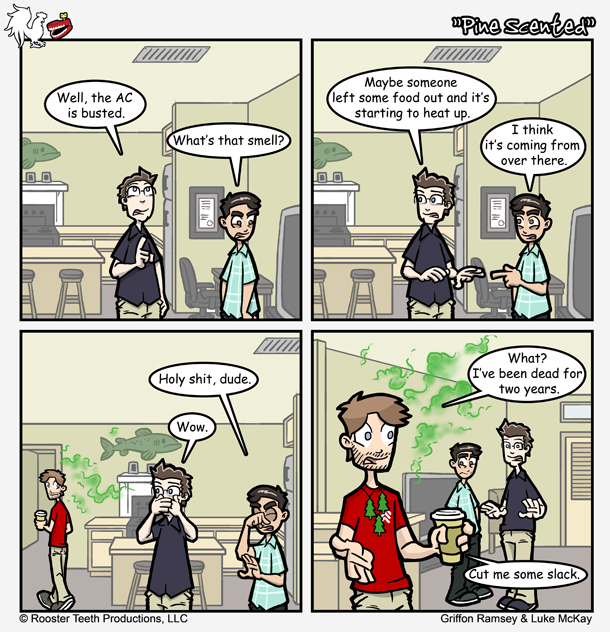 "Pine Scented"
Well, the AC
is busted.
What's that smell?
Maybe someone
left some food out and it's
starting to heat up.
I think
it's coming from
over there.
Holy shit, dude.
Wow.
What?
I've been dead for
two years.
Cut me some slack.
© Rooster Teeth Productions, LLC
Griffon Ramsey & Luke McKay